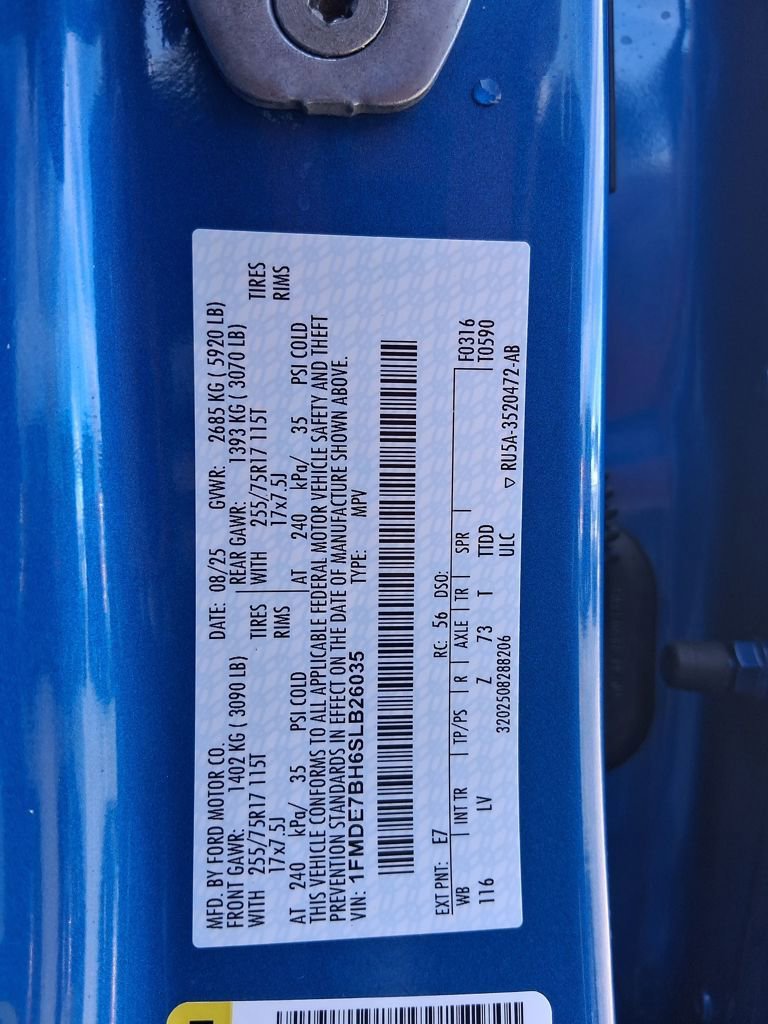 MFD. BY FORD MOTOR CO. DATE: 08/25 GVWR: 2685 KG ( 5920 LB)
FRONT GAWR: 1402 KG ( 3090 LB) REAR GAWR: 1393 KG ( 3070 LB)
WITH 255/75R17 115T TIRES WITH 255/75R17 115T TIRES
17x7.5J RIMS 17x7.5J RIMS
AT 240 kPa/ 35 PSI COLD AT 240 kPa/ 35 PSI COLD
THIS VEHICLE CONFORMS TO ALL APPLICABLE FEDERAL MOTOR VEHICLE SAFETY AND THEFT
PREVENTION STANDARDS IN EFFECT ON THE DATE OF MANUFACTURE SHOWN ABOVE.
VIN: 1FMDE7BH6SLB26035 TYPE: MPV
EXT PNT: E7 RC: 56 DSO:
WB INT TR TP/PS R AXLE TR SPR F0316
116 LV Z 73 T TTDD T0590
3202508288206 ULC ▽ RU5A-3520472-AB